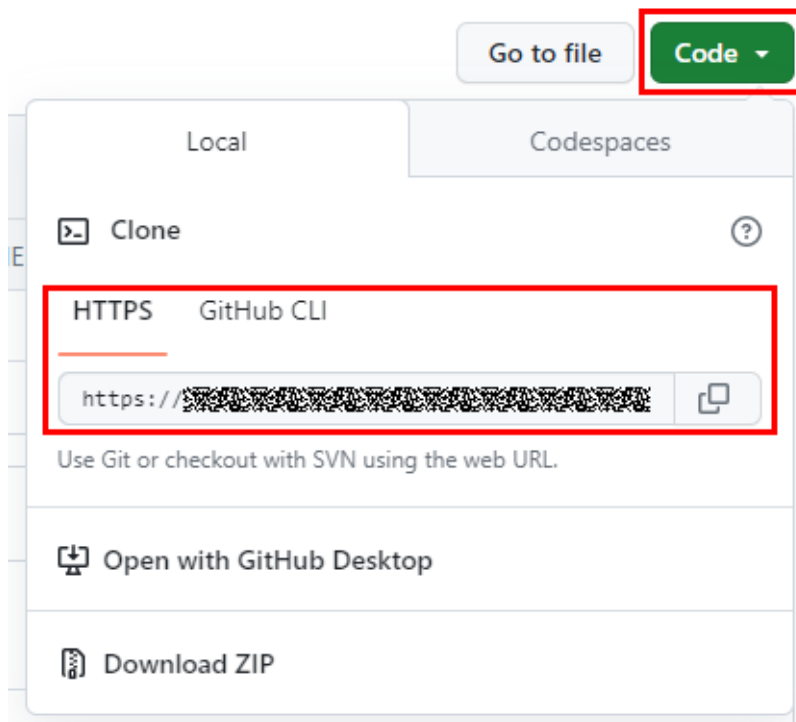 Go to file Code
Local Codespaces
Clone
HTTPS GitHub CLI
https://
Use Git or checkout with SVN using the web URL.
Open with GitHub Desktop
Download ZIP